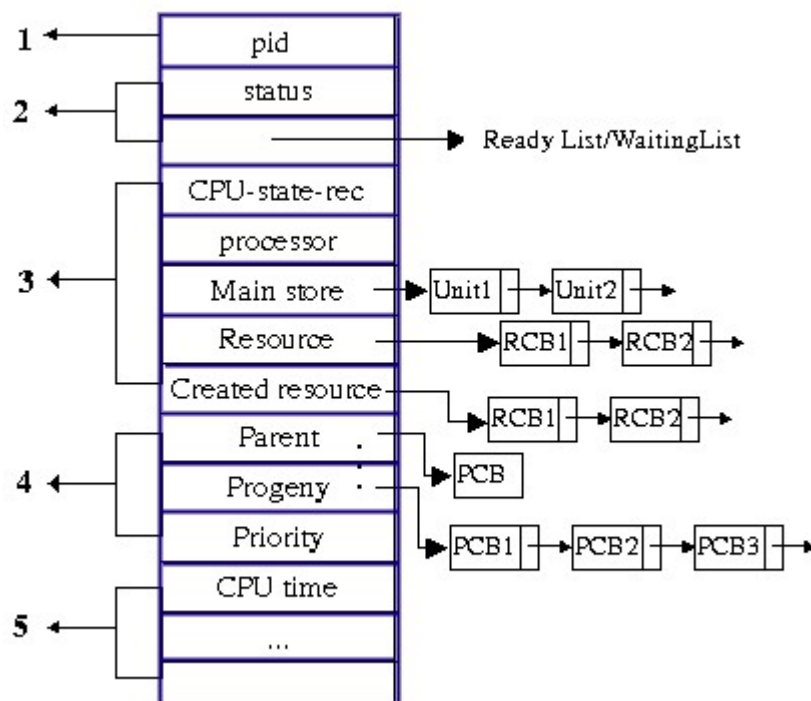 1
pid
2
status
Ready List/WaitingList
3
CPU-state-rec
processor
Main store
Unit1
Unit2
Resource
RCB1
RCB2
Created resource
RCB1
RCB2
4
Parent
PCB
Progeny
PCB1
PCB2
PCB3
Priority
5
CPU time
...